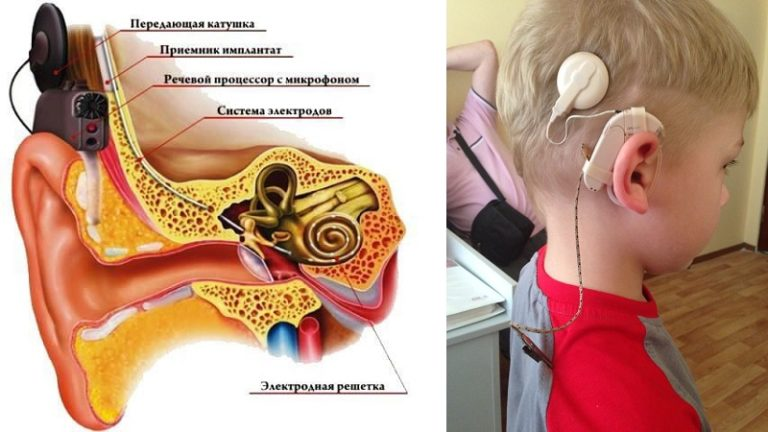 Передающая катушка
Приемник имплантат
Речевой процессор с микрофоном
Система электродов
Электродная решетка